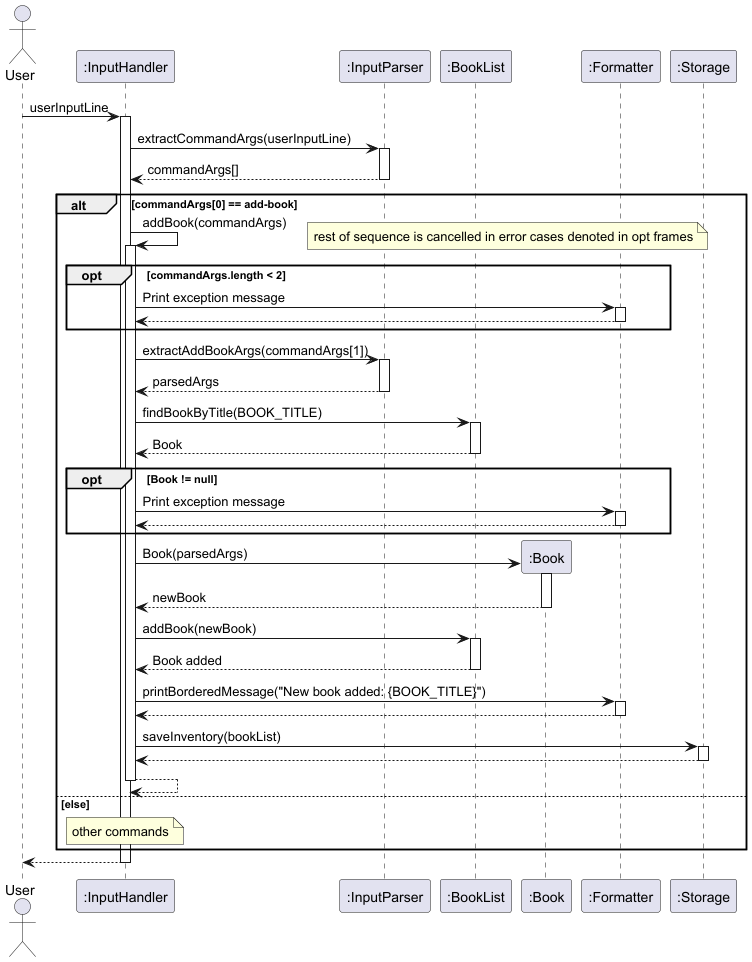 User
:InputHandler
:InputParser
:BookList
:Formatter
:Storage
userInputLine
extractCommandArgs(userInputLine)
commandArgs[]
alt
[commandArgs[0] == add-book]
addBook(commandArgs)
rest of sequence is cancelled in error cases denoted in opt frames
opt
[commandArgs.length < 2]
Print exception message
extractAddBookArgs(commandArgs[1])
parsedArgs
findBookByTitle(BOOK_TITLE)
Book
opt
[Book != null]
Print exception message
Book(parsedArgs)
:Book
newBook
addBook(newBook)
Book added
printBorderedMessage("New book added: {BOOK_TITLE}")
saveInventory(bookList)
[else]
other commands
User
:InputHandler
:InputParser
:BookList
:Book
:Formatter
:Storage